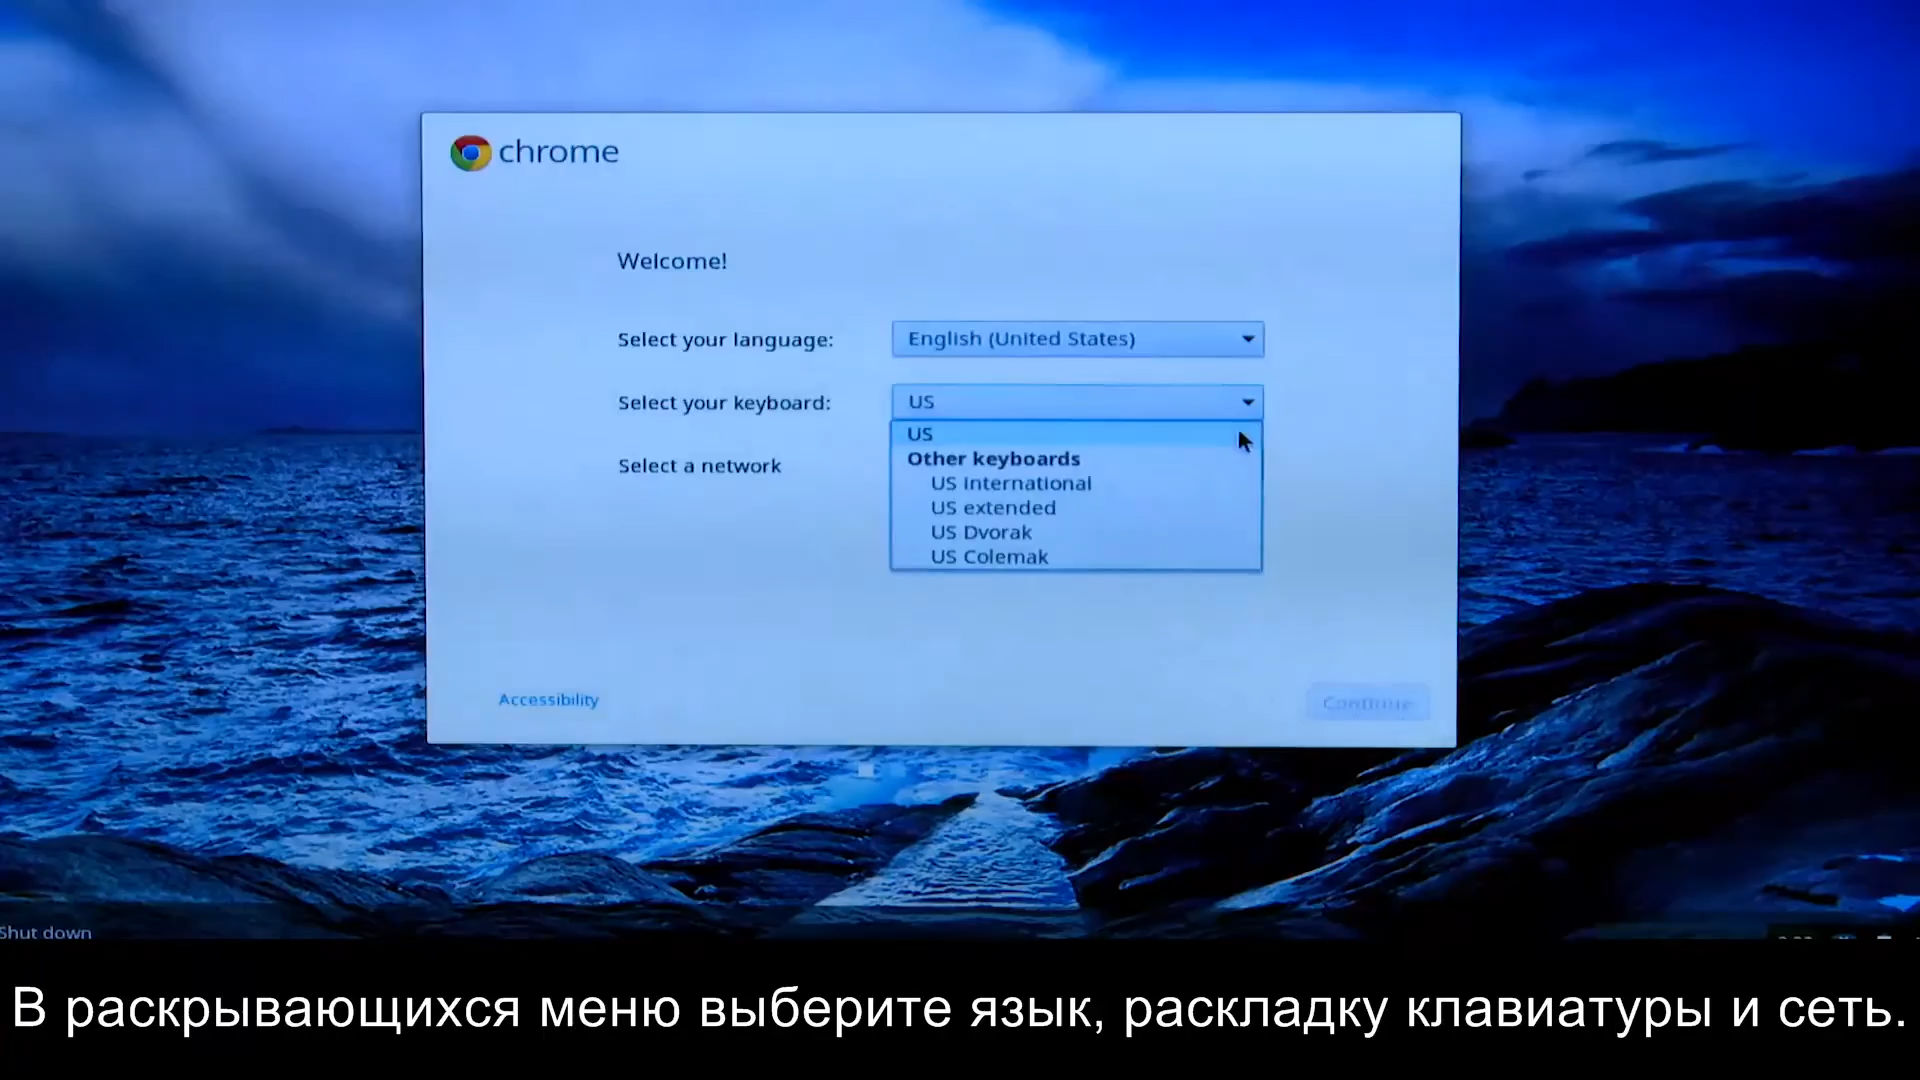 chrome
Welcome!
Select your language: English (United States)
Select your keyboard: US
US
Other keyboards
US International
US extended
US Dvorak
US Colemak
Select a network
Accessibility
Continue
Shut down
В раскрывающихся меню выберите язык, раскладку клавиатуры и сеть.